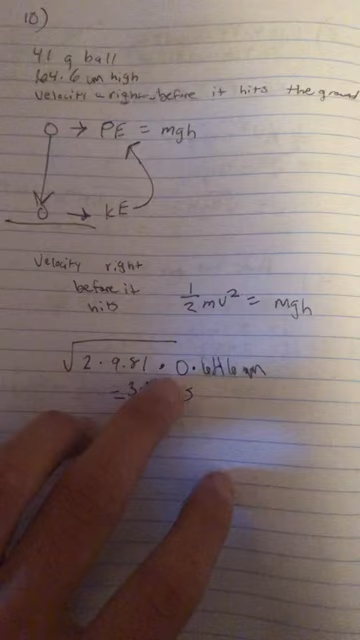 10)
41 g ball
64.6 cm high
Velocity right before it hits the ground
O → PE = mgh
O → KE
Velocity right
before it
hits
1/2 mv² = mgh
√2 · 9.81 · 0.646 m
= 3.
s